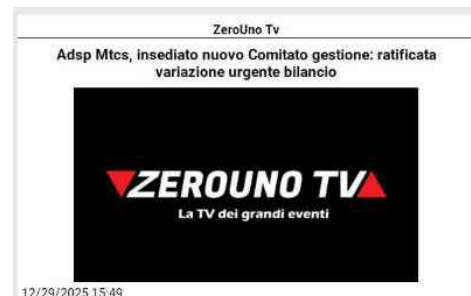 ZeroUno Tv
Adsp Mtcs, insediato nuovo Comitato gestione: ratificata
variazione urgente bilancio
ZEROUNO TV
La TV dei grandi eventi
12/29/2025 15:49